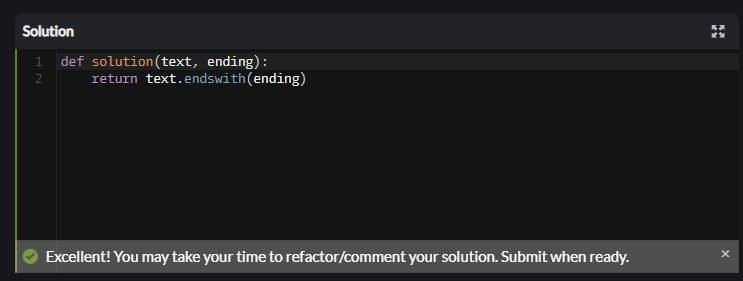 Solution
1 def solution(text, ending):
2     return text.endswith(ending)
Excellent! You may take your time to refactor/comment your solution. Submit when ready. ×